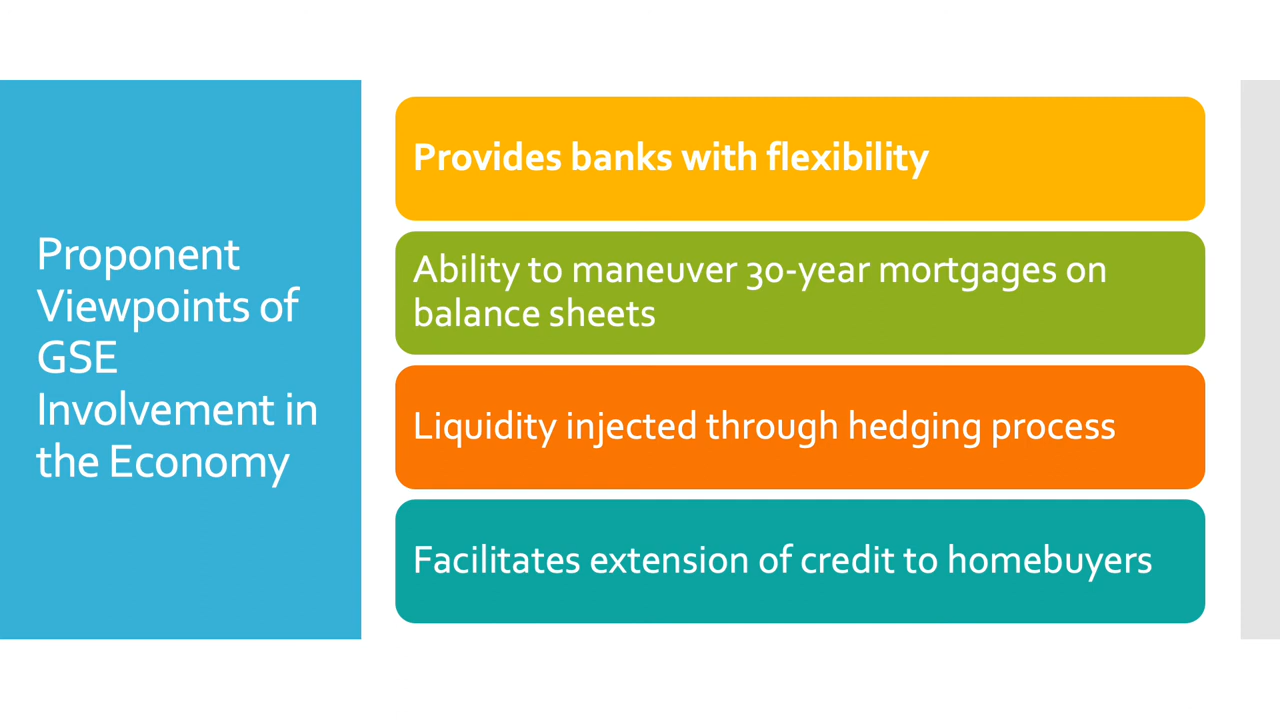 Proponent
Viewpoints of
GSE
Involvement in
the Economy
Provides banks with flexibility
Ability to maneuver 30-year mortgages on
balance sheets
Liquidity injected through hedging process
Facilitates extension of credit to homebuyers